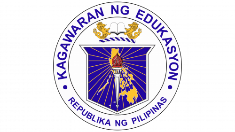 KAGAWARAN NG EDUKASYON
REPUBLIKA NG PILIPINAS